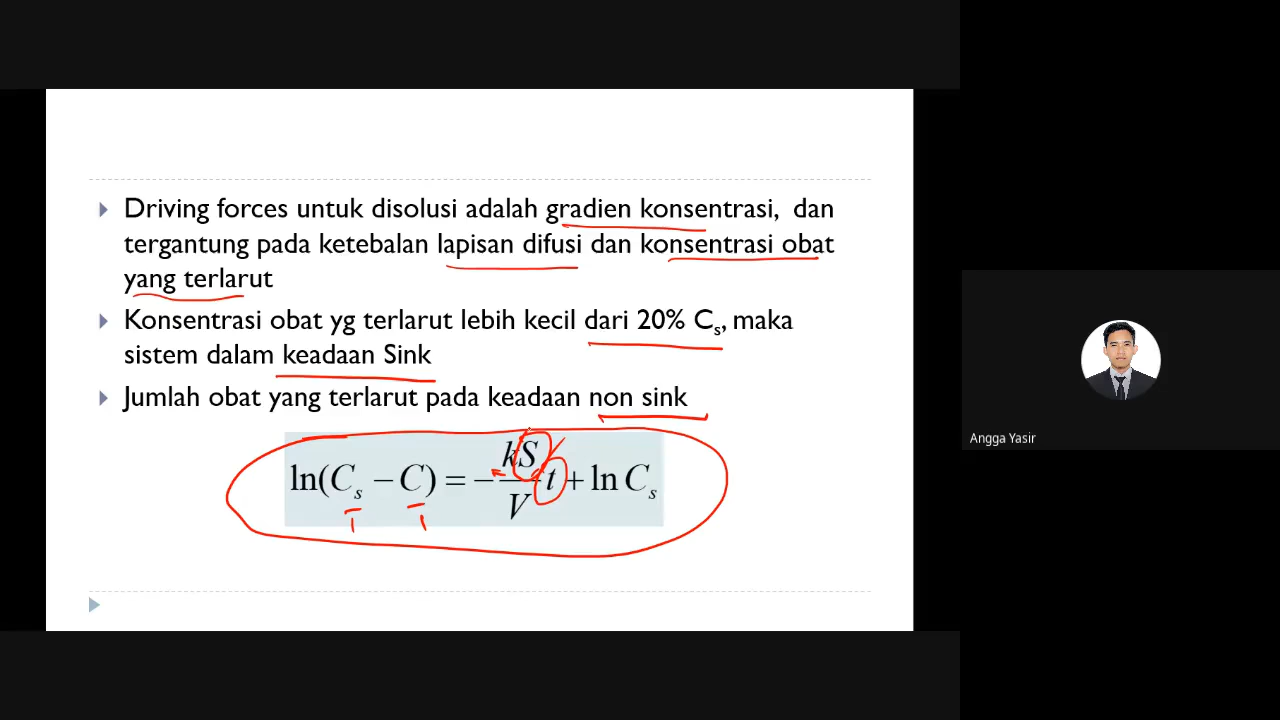 Driving forces untuk disolusi adalah gradien konsentrasi, dan
tergantung pada ketebalan lapisan difusi dan konsentrasi obat
yang terlarut
Konsentrasi obat yg terlarut lebih kecil dari 20% Cs, maka
sistem dalam keadaan Sink
Jumlah obat yang terlarut pada keadaan non sink
ln(Cs − C) = − kS/V t + ln Cs
Angga Yasir